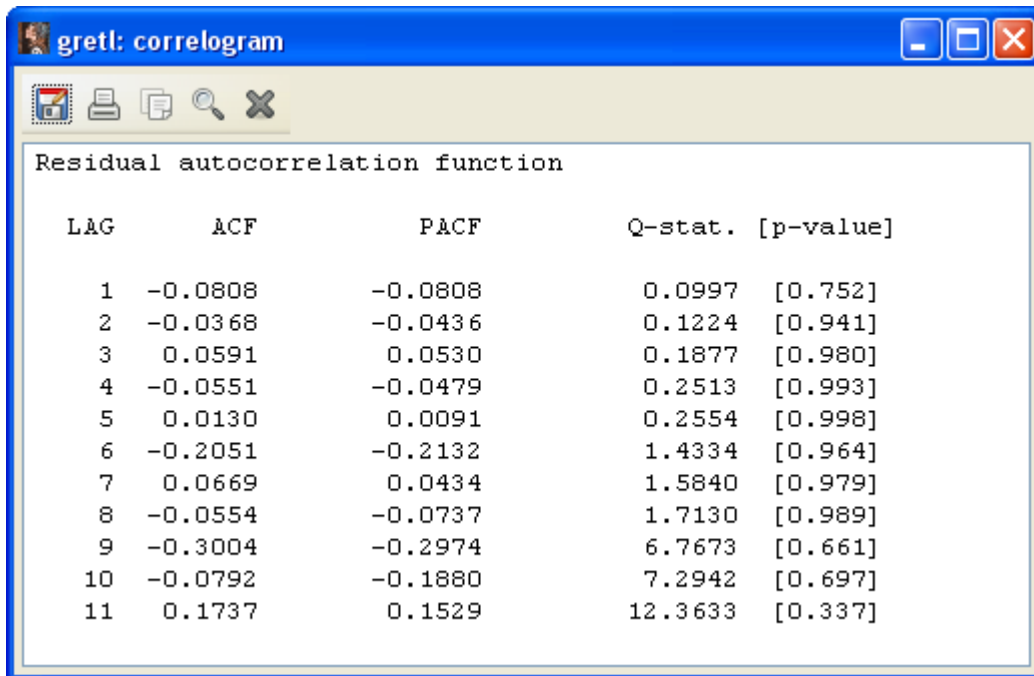 gretl: correlogram
Residual autocorrelation function
LAG ACF PACF Q-stat. [p-value]
1 -0.0808 -0.0808 0.0997 [0.752]
2 -0.0368 -0.0436 0.1224 [0.941]
3 0.0591 0.0530 0.1877 [0.980]
4 -0.0551 -0.0479 0.2513 [0.993]
5 0.0130 0.0091 0.2554 [0.998]
6 -0.2051 -0.2132 1.4334 [0.964]
7 0.0669 0.0434 1.5840 [0.979]
8 -0.0554 -0.0737 1.7130 [0.989]
9 -0.3004 -0.2974 6.7673 [0.661]
10 -0.0792 -0.1880 7.2942 [0.697]
11 0.1737 0.1529 12.3633 [0.337]